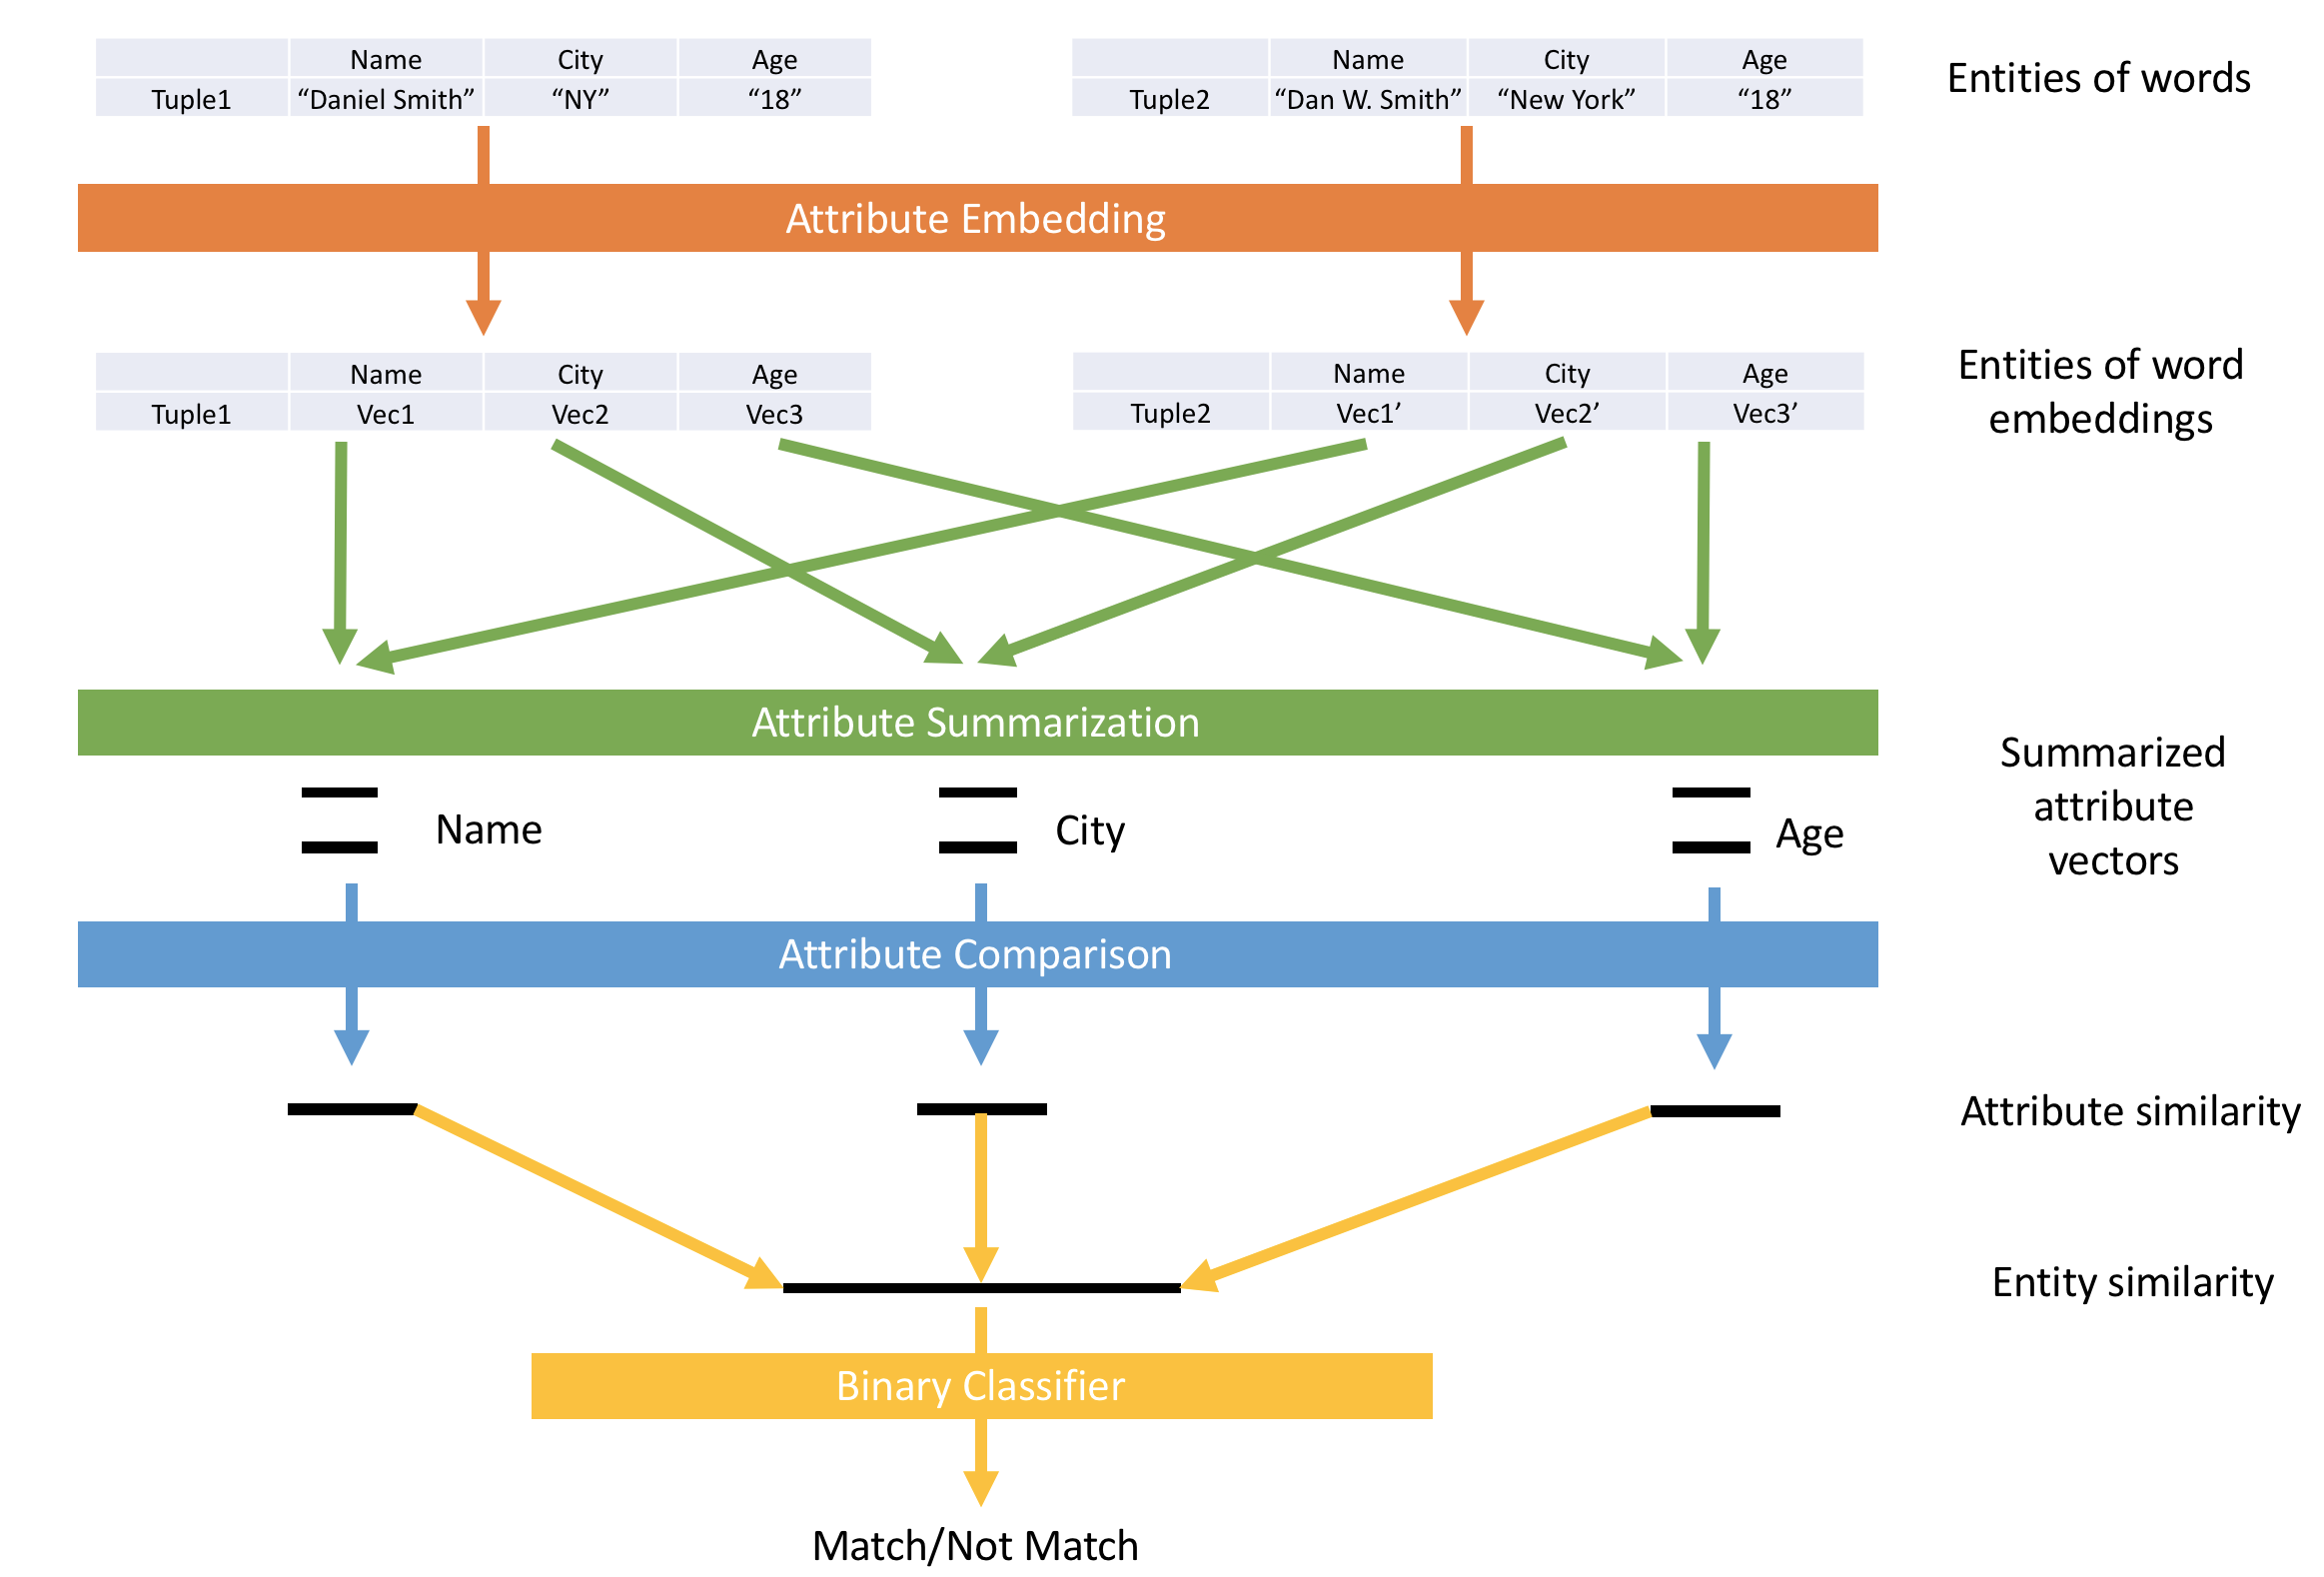 Name City Age
Tuple1 “Daniel Smith” “NY” “18”
Name City Age
Tuple2 “Dan W. Smith” “New York” “18”
Entities of words
Attribute Embedding
Name City Age
Tuple1 Vec1 Vec2 Vec3
Name City Age
Tuple2 Vec1’ Vec2’ Vec3’
Entities of word
embeddings
Attribute Summarization
Name
City
Age
Summarized
attribute
vectors
Attribute Comparison
Attribute similarity
Entity similarity
Binary Classifier
Match/Not Match